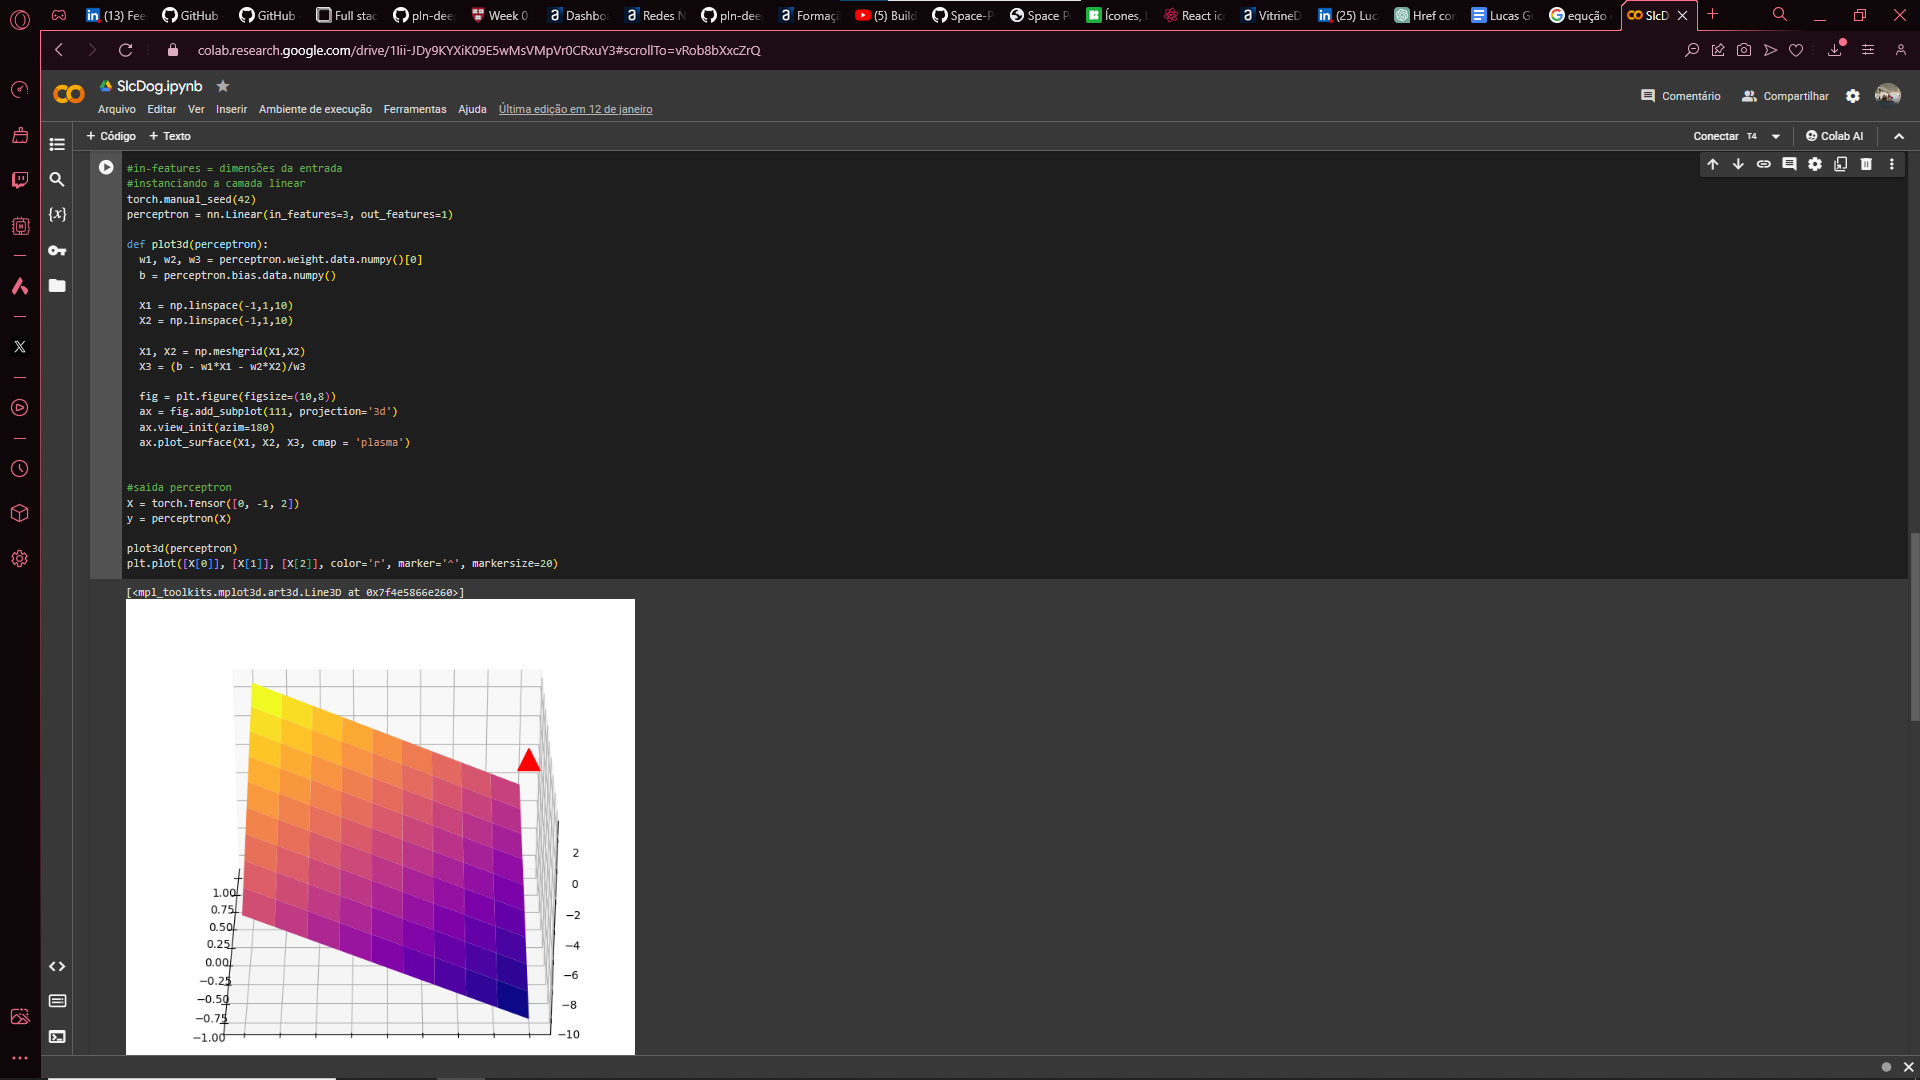 (13) Fee
GitHub
GitHub
Full stac
pln-deep
Week 0
Dashbo
Redes N
pln-deep
Formaç
(5) Build
Space-P
Space P
Ícones, L
React ic
VitrineD
(25) Luc
Href cor
Lucas Gu
equção
SlcD
colab.research.google.com/drive/1Iii-JDy9KYXiK09E5wMsVMpVr0CRxuY3#scrollTo=vRob8bXxcZrQ
SlcDog.ipynb
Arquivo Editar Ver Inserir Ambiente de execução Ferramentas Ajuda Última edição em 12 de janeiro
Comentário Compartilhar
+ Código + Texto
Conectar T4 Colab AI
#in-features = dimensões da entrada
#instanciando a camada linear
torch.manual_seed(42)
perceptron = nn.Linear(in_features=3, out_features=1)
def plot3d(perceptron):
w1, w2, w3 = perceptron.weight.data.numpy()[0]
b = perceptron.bias.data.numpy()
X1 = np.linspace(-1,1,10)
X2 = np.linspace(-1,1,10)
X1, X2 = np.meshgrid(X1,X2)
X3 = (b - w1*X1 - w2*X2)/w3
fig = plt.figure(figsize=(10,8))
ax = fig.add_subplot(111, projection='3d')
ax.view_init(azim=180)
ax.plot_surface(X1, X2, X3, cmap = 'plasma')
#saida perceptron
X = torch.Tensor([0, -1, 2])
y = perceptron(X)
plot3d(perceptron)
plt.plot([X[0]], [X[1]], [X[2]], color='r', marker='^', markersize=20)
[<mpl_toolkits.mplot3d.art3d.Line3D at 0x7f4e5866e260>]
2
0
−2
−4
−6
−8
−10
1.00
0.75
0.50
0.25
0.00
−0.25
−0.50
−0.75
−1.00